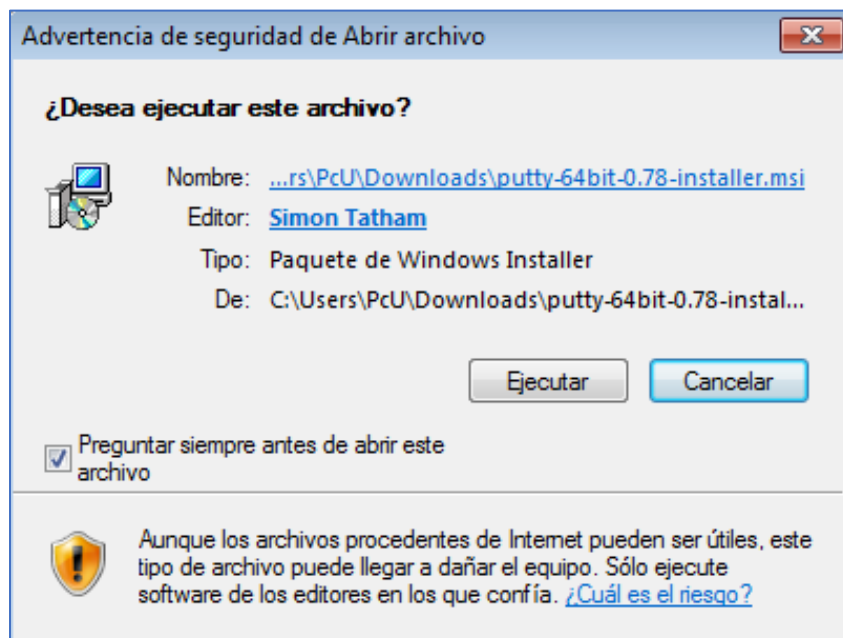 Advertencia de seguridad de Abrir archivo
¿Desea ejecutar este archivo?
Nombre: ...rs\PcU\Downloads\putty-64bit-0.78-installer.msi
Editor: Simon Tatham
Tipo: Paquete de Windows Installer
De: C:\Users\PcU\Downloads\putty-64bit-0.78-instal...
Ejecutar Cancelar
Preguntar siempre antes de abrir este
archivo
Aunque los archivos procedentes de Internet pueden ser útiles, este
tipo de archivo puede llegar a dañar el equipo. Sólo ejecute
software de los editores en los que confía. ¿Cuál es el riesgo?